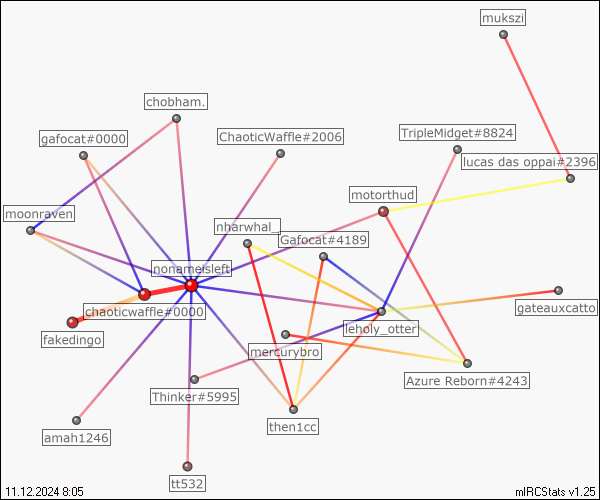 mukszi
chobham.
gafocat#0000
ChaoticWaffle#2006
TripleMidget#8824
lucas das oppai#2396
motorthud
moonraven
nharwhal_
Gafocat#4189
nonameisleft
chaoticwaffle#0000
gateauxcatto
leholy_otter
fakedingo
mercurybro
Azure Reborn#4243
Thinker#5995
then1cc
amah1246
tt532
11.12.2024 8:05
mIRCStats v1.25